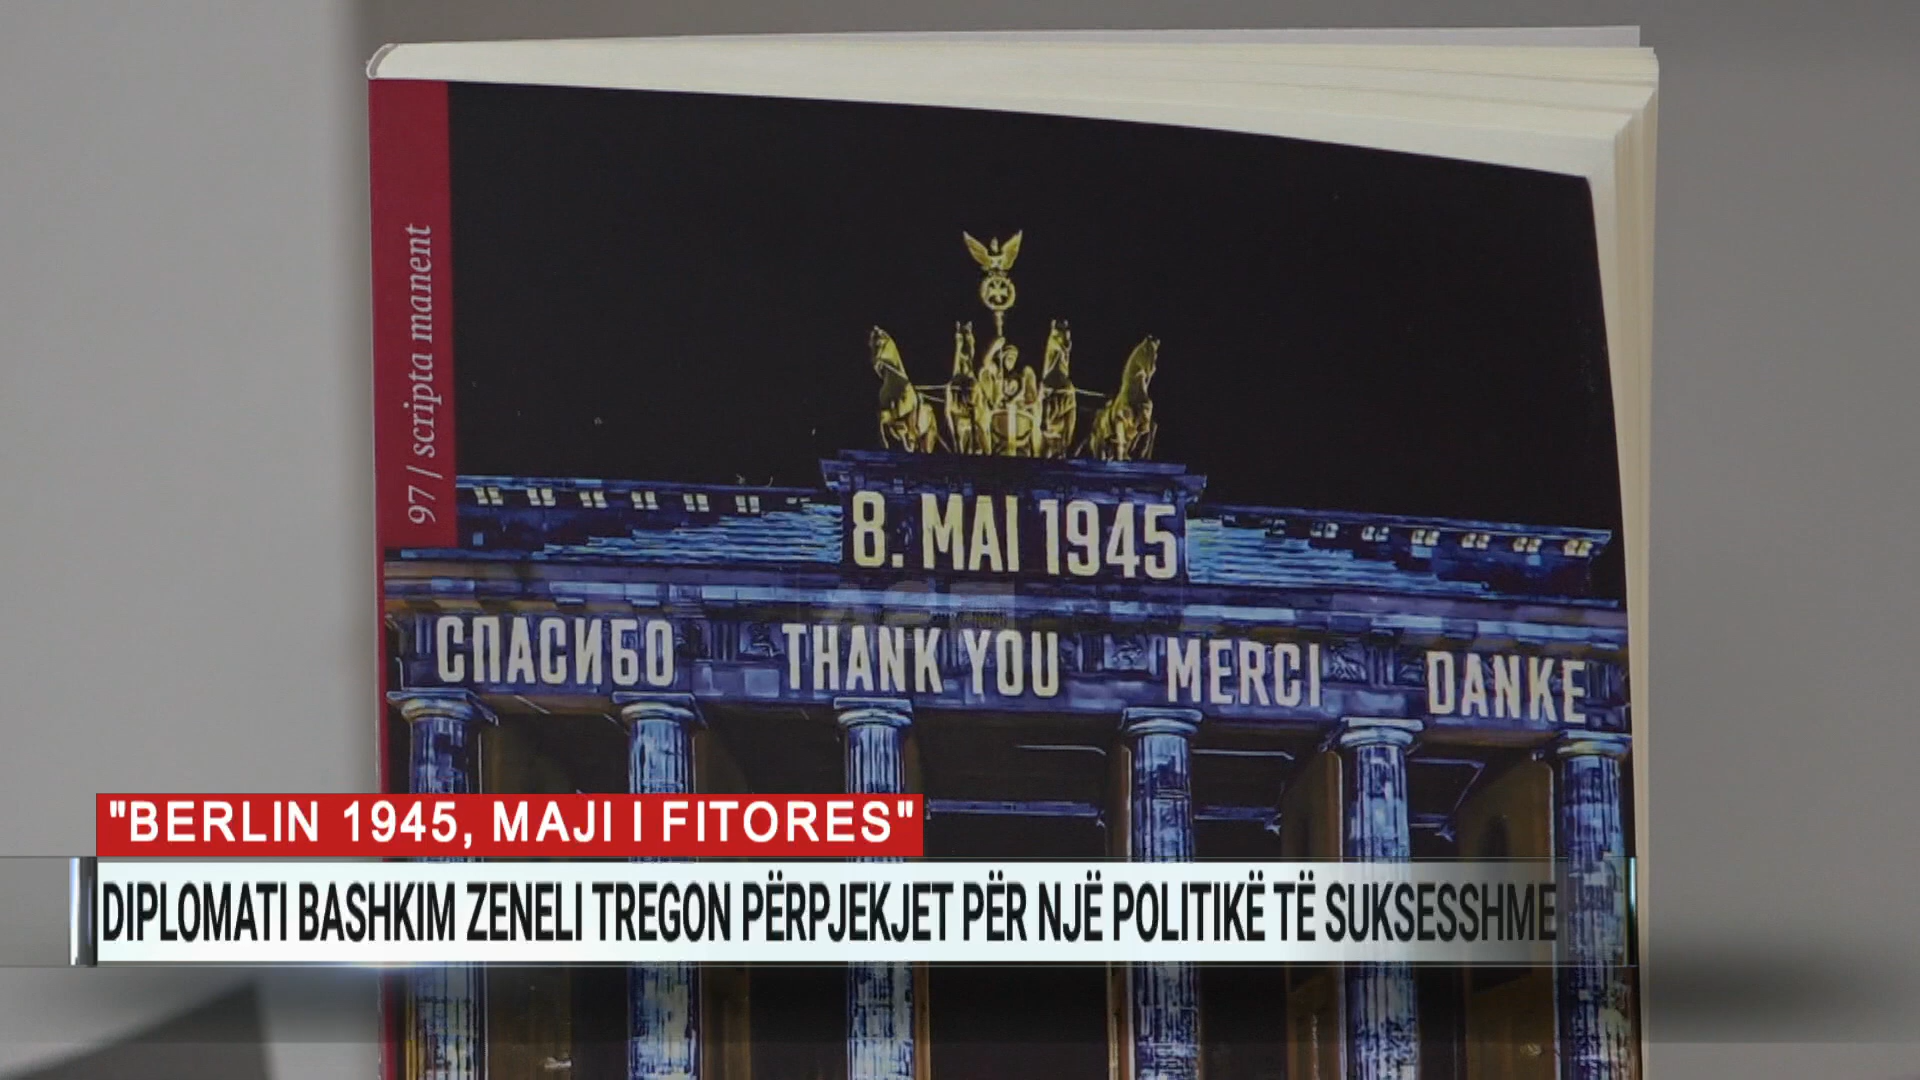 97 / scripta manent
8. MAI 1945
СПАСИБО THANK YOU MERCI DANKE
"BERLIN 1945, MAJI I FITORES"
DIPLOMATI BASHKIM ZENELI TREGON PËRPJEKJET PËR NJË POLITIKË TË SUKSESSHME